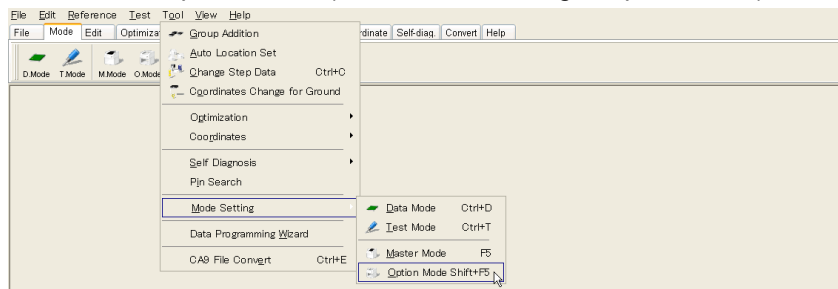 File Edit Reference Test Tool View Help
File Mode Edit Optimiza rdinate Self-diag. Convert Help
D.Mode T.Mode M.Mode O.Mode
Group Addition
Auto Location Set
Change Step Data Ctrl+C
Coordinates Change for Ground
Optimization
Coordinates
Self Diagnosis
Pin Search
Mode Setting
Data Programming Wizard
CA9 File Convert Ctrl+E
Data Mode Ctrl+D
Test Mode Ctrl+T
Master Mode F5
Option Mode Shift+F5